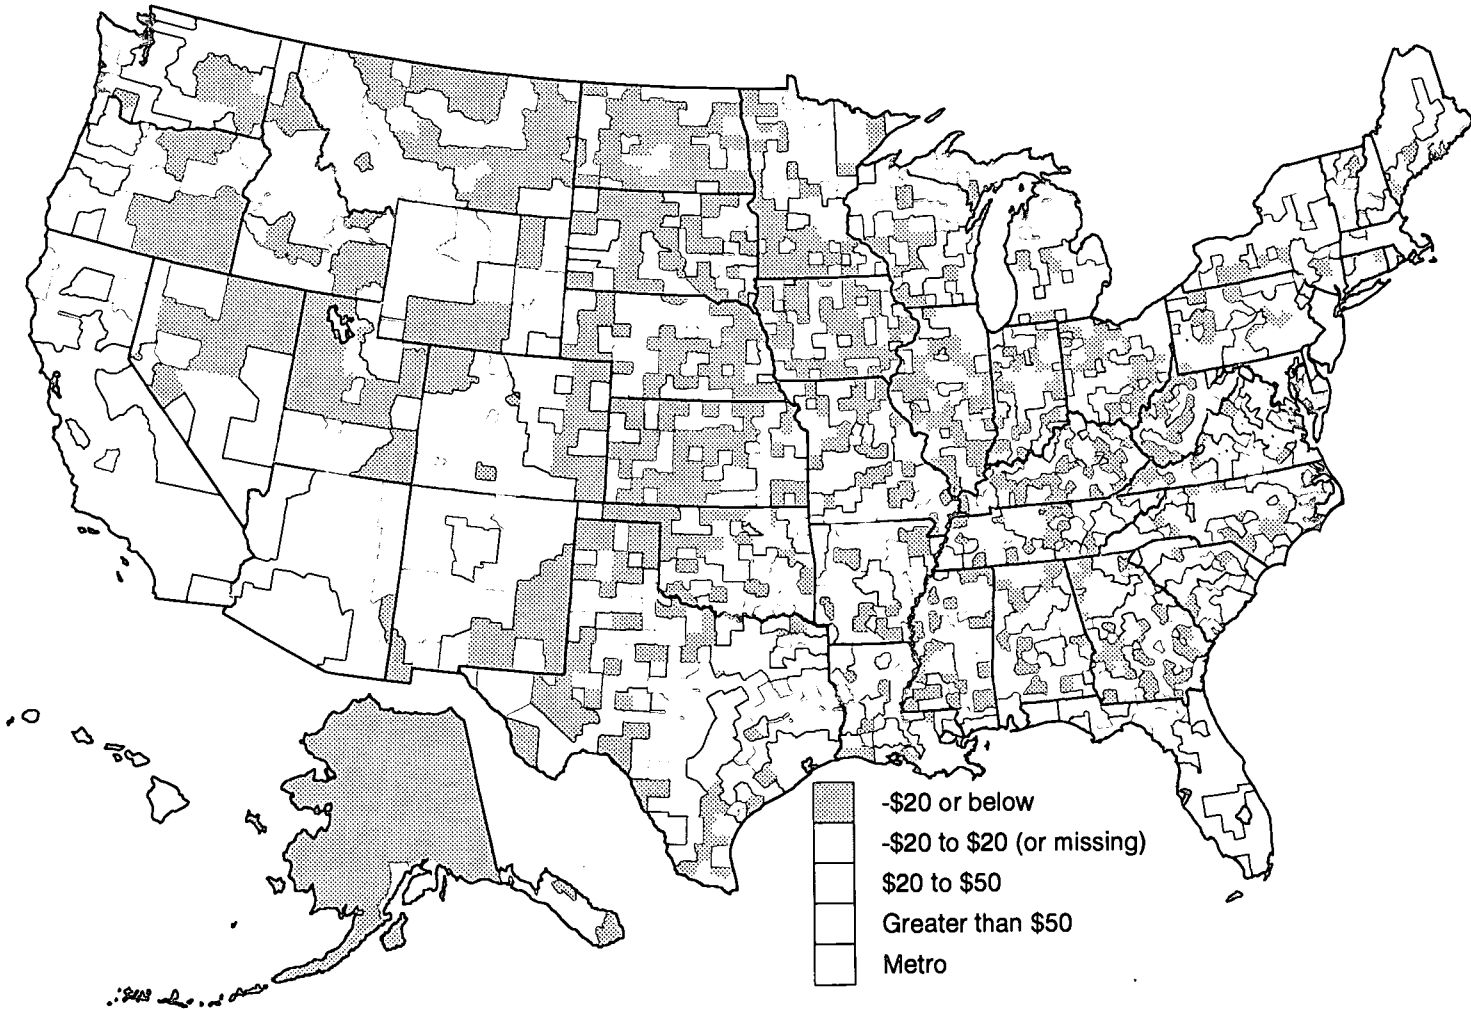 -$20 or below
-$20 to $20 (or missing)
$20 to $50
Greater than $50
Metro